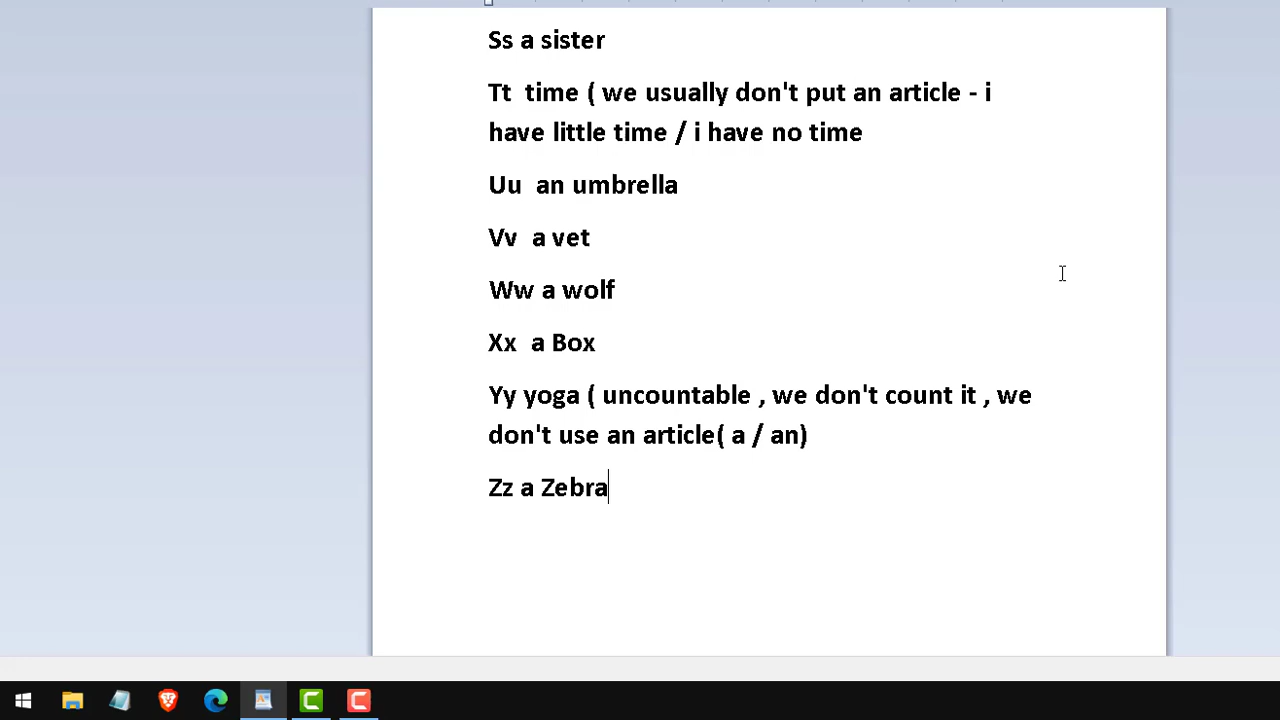 Ss a sister
Tt  time ( we usually don't put an article - i
have little time / i have no time
Uu  an umbrella
Vv  a vet
Ww a wolf
Xx  a Box
Yy yoga ( uncountable , we don't count it , we
don't use an article( a / an)
Zz a Zebra